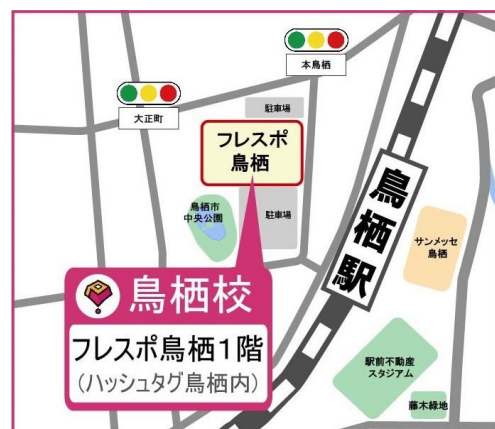 本鳥栖
大正町
駐車場
フレスポ
鳥栖
鳥栖市
中央公園
駐車場
鳥栖駅
サンメッセ
鳥栖
鳥栖校
フレスポ鳥栖1階
(ハッシュタグ鳥栖内)
駅前不動産
スタジアム
藤木緑地